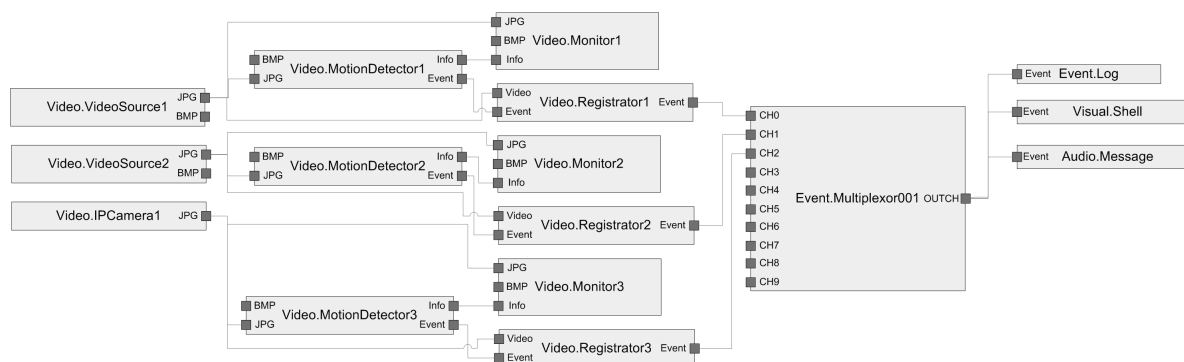 Video.VideoSource1
JPG
BMP
Video.VideoSource2
JPG
BMP
Video.IPCamera1
JPG
BMP
JPG
Video.MotionDetector1
Info
Event
BMP
JPG
Video.MotionDetector2
Info
Event
BMP
JPG
Video.MotionDetector3
Info
Event
JPG
BMP
Info
Video.Monitor1
Video
Event
Video.Registrator1
Event
JPG
BMP
Info
Video.Monitor2
Video
Event
Video.Registrator2
Event
JPG
BMP
Info
Video.Monitor3
Video
Event
Video.Registrator3
Event
CH0
CH1
CH2
CH3
CH4
CH5
CH6
CH7
CH8
CH9
Event.Multiplexor001
OUTCH
Event
Event.Log
Event
Visual.Shell
Event
Audio.Message